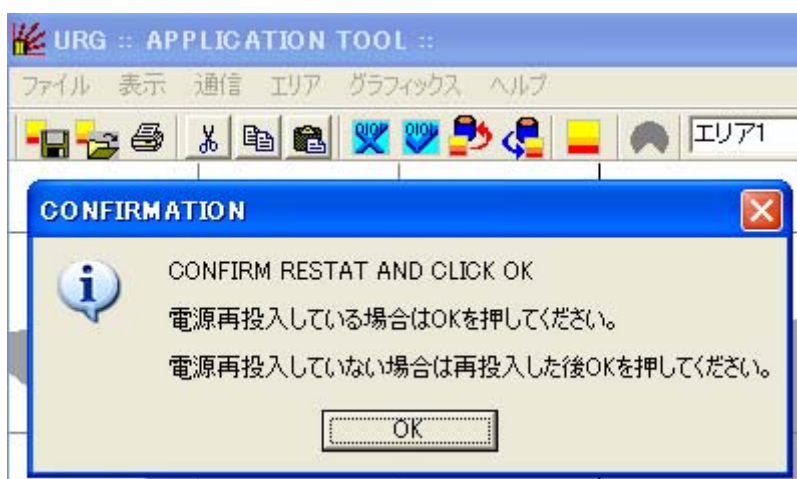 URG :: APPLICATION TOOL ::
ファイル 表示 通信 エリア グラフィックス ヘルプ
エリア1
CONFIRMATION
CONFIRM RESTAT AND CLICK OK
電源再投入している場合はOKを押してください。
電源再投入していない場合は再投入した後OKを押してください。
OK